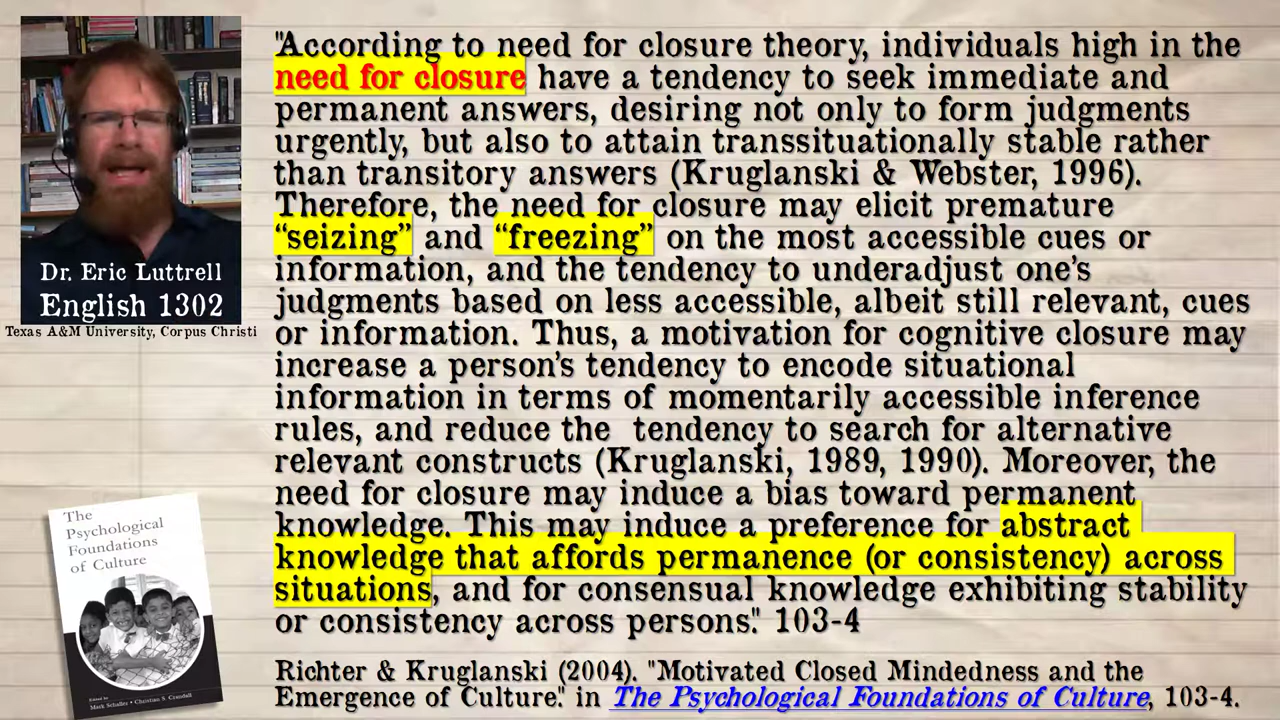 "According to need for closure theory, individuals high in the
need for closure have a tendency to seek immediate and
permanent answers, desiring not only to form judgments
urgently, but also to attain transsituationally stable rather
than transitory answers (Kruglanski & Webster, 1996).
Therefore, the need for closure may elicit premature
“seizing” and “freezing” on the most accessible cues or
information, and the tendency to underadjust one's
judgments based on less accessible, albeit still relevant, cues
or information. Thus, a motivation for cognitive closure may
increase a person's tendency to encode situational
information in terms of momentarily accessible inference
rules, and reduce the tendency to search for alternative
relevant constructs (Kruglanski, 1989, 1990). Moreover, the
need for closure may induce a bias toward permanent
knowledge. This may induce a preference for abstract
knowledge that affords permanence (or consistency) across
situations, and for consensual knowledge exhibiting stability
or consistency across persons." 103-4
Richter & Kruglanski (2004). "Motivated Closed Mindedness and the
Emergence of Culture." in The Psychological Foundations of Culture, 103-4.
Dr. Eric Luttrell
English 1302
Texas A&M University, Corpus Christi
The
Psychological
Foundations
of Culture
Edited by
Mark Schaller • Christian S. Crandall